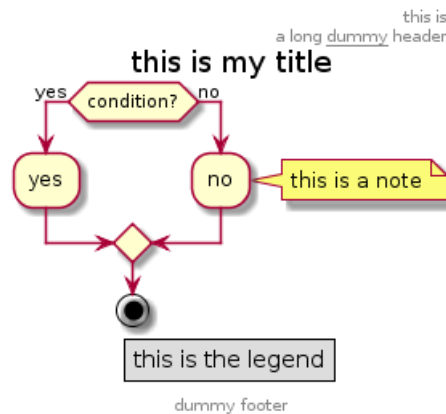 this is
a long dummy header
this is my title
yes
condition?
no
yes
no
this is a note
this is the legend
dummy footer